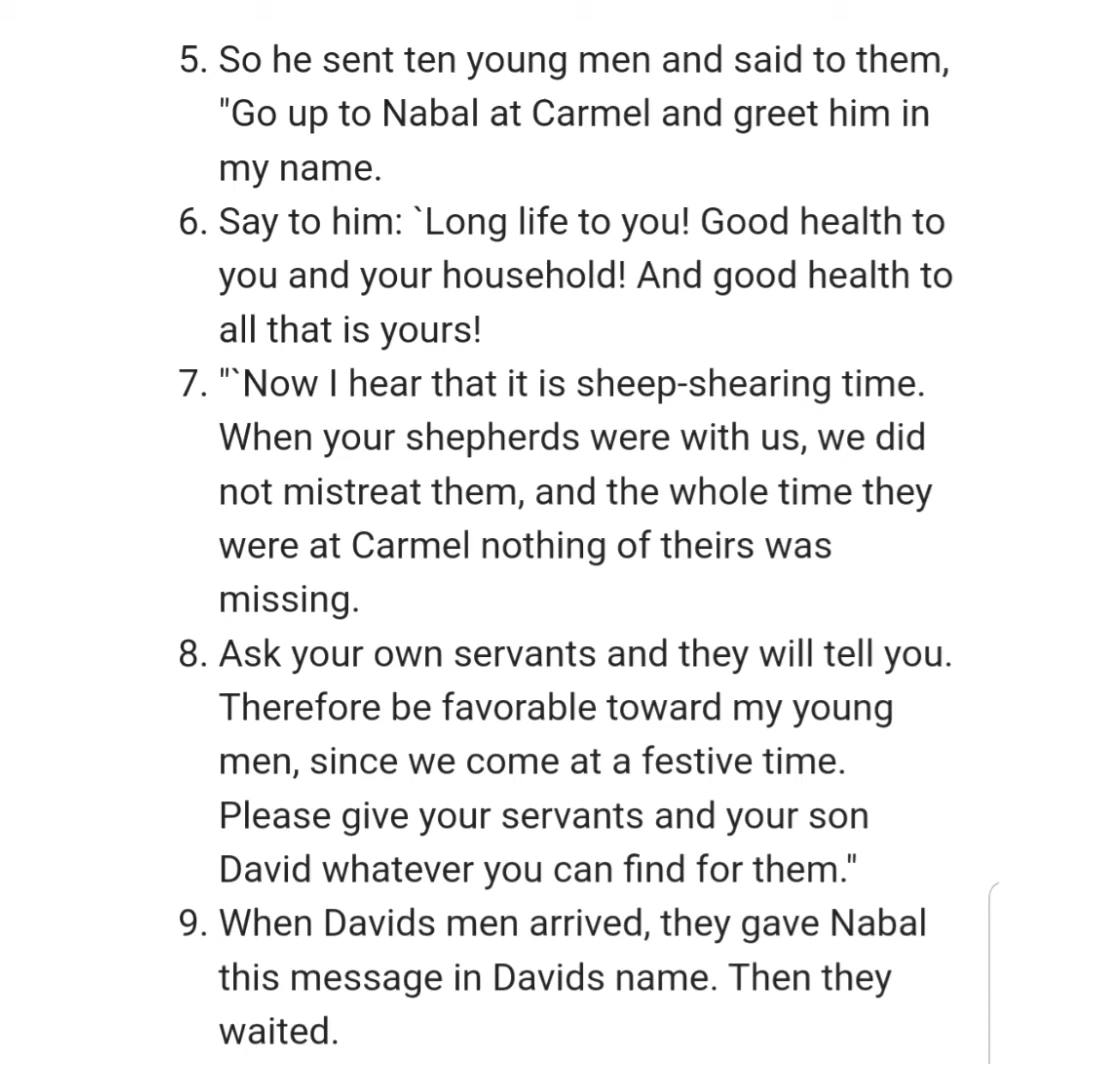 5. So he sent ten young men and said to them,
"Go up to Nabal at Carmel and greet him in
my name.
6. Say to him: `Long life to you! Good health to
you and your household! And good health to
all that is yours!
7. "`Now I hear that it is sheep-shearing time.
When your shepherds were with us, we did
not mistreat them, and the whole time they
were at Carmel nothing of theirs was
missing.
8. Ask your own servants and they will tell you.
Therefore be favorable toward my young
men, since we come at a festive time.
Please give your servants and your son
David whatever you can find for them."
9. When Davids men arrived, they gave Nabal
this message in Davids name. Then they
waited.